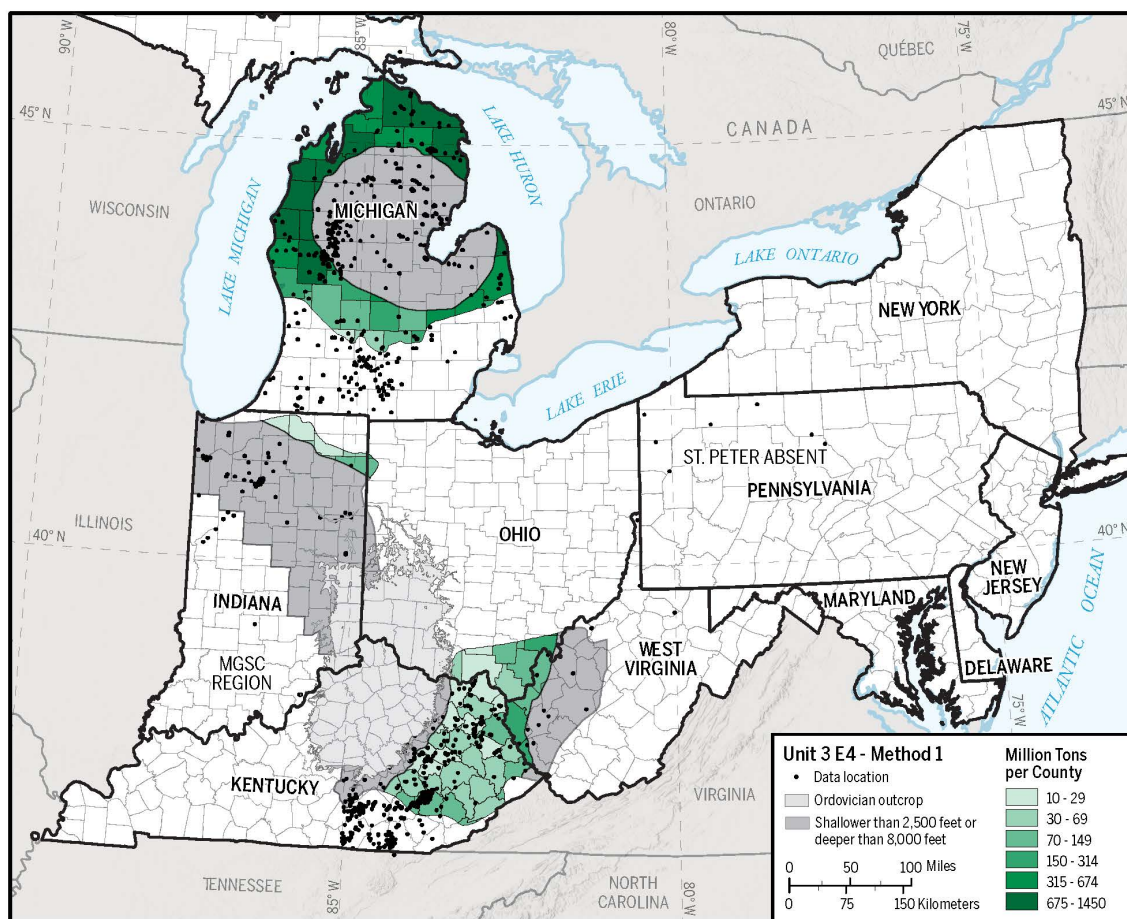 90° W
85° W
80° W
75° W
QUÉBEC
45° N
45° N
CANADA
LAKE HURON
WISCONSIN
LAKE MICHIGAN
MICHIGAN
ONTARIO
LAKE ONTARIO
NEW YORK
LAKE ERIE
ST. PETER ABSENT
PENNSYLVANIA
ILLINOIS
40° N
OHIO
40° N
NEW
JERSEY
INDIANA
MARYLAND
WEST
VIRGINIA
MGSC
REGION
DELAWARE
ATLANTIC OCEAN
75° W
KENTUCKY
VIRGINIA
TENNESSEE
85° W
NORTH
CAROLINA
80° W
Unit 3 E4 - Method 1
Data location
Ordovician outcrop
Shallower than 2,500 feet or
deeper than 8,000 feet
0 50 100 Miles
0 75 150 Kilometers
Million Tons
per County
10 - 29
30 - 69
70 - 149
150 - 314
315 - 674
675 - 1450